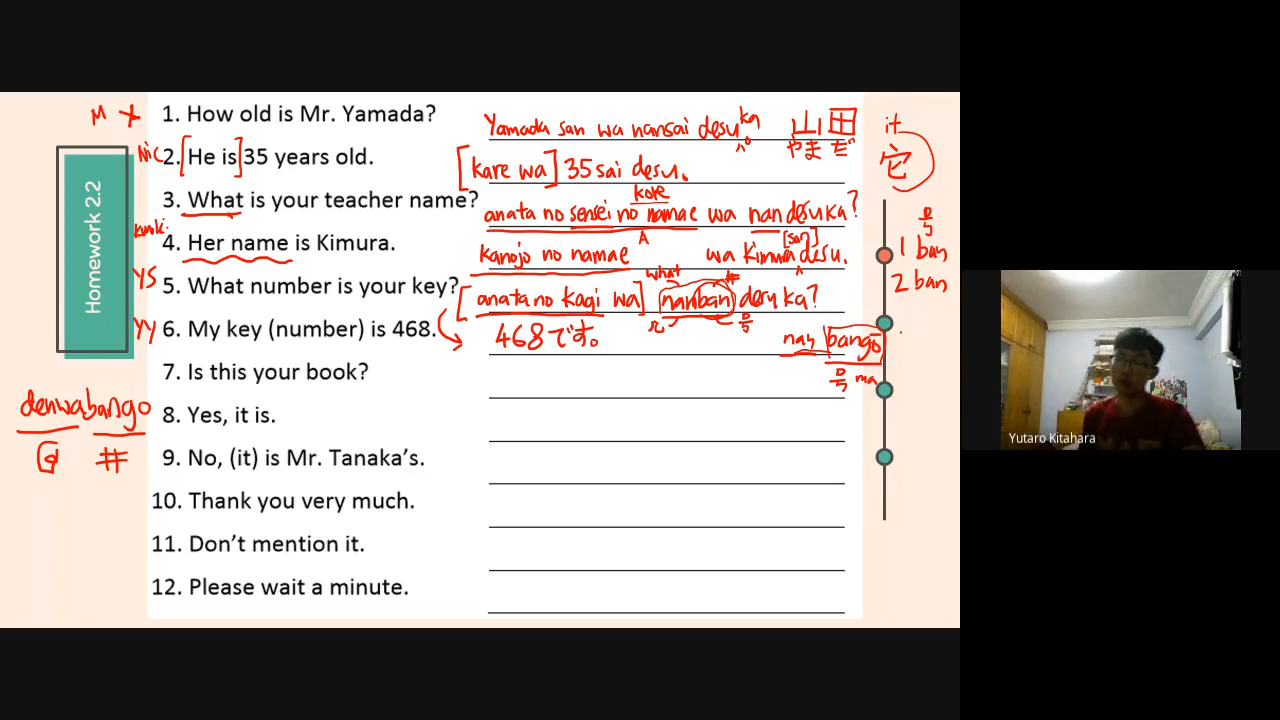 Homework 2.2
1. How old is Mr. Yamada?
Yamada san wa nansai desu ka
山田
やまだ
2. He is 35 years old.
kare wa 35 sai desu.
3. What is your teacher name?
kore
anata no sensei no namae wa nan desu ka?
A
4. Her name is Kimura.
kanojo no namae wa kimura desu.
[san]
5. What number is your key?
what #
anata no kagi wa nanban desu ka?
6. My key (number) is 468.
468です。
nan bango
ma
7. Is this your book?
8. Yes, it is.
9. No, (it) is Mr. Tanaka's.
10. Thank you very much.
11. Don't mention it.
12. Please wait a minute.
M
Nic
YS
YY
denwabango
#
it
它
1 ban
2 ban
Yutaro Kitahara